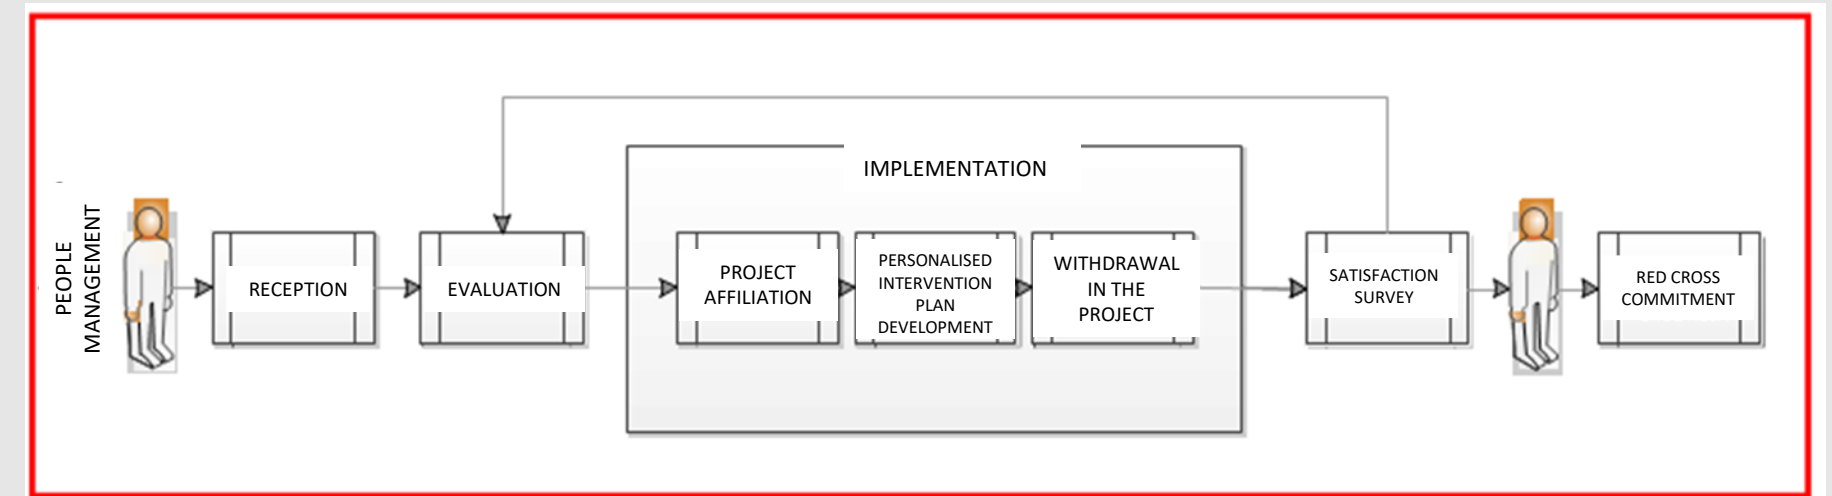 PEOPLE
MANAGEMENT
RECEPTION
EVALUATION
IMPLEMENTATION
PROJECT
AFFILIATION
PERSONALISED
INTERVENTION
PLAN
DEVELOPMENT
WITHDRAWAL
IN THE
PROJECT
SATISFACTION
SURVEY
RED CROSS
COMMITMENT